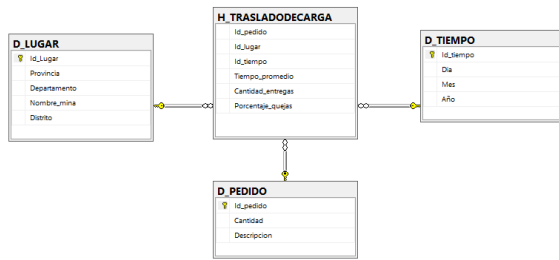 H_TRASLADODECARGA
Id_pedido
Id_lugar
Id_tiempo
Tiempo_promedio
Cantidad_entregas
Porcentaje_quejas
D_LUGAR
Id_Lugar
Provincia
Departamento
Nombre_mina
Distrito
D_TIEMPO
Id_tiempo
Dia
Mes
Año
D_PEDIDO
Id_pedido
Cantidad
Descripcion